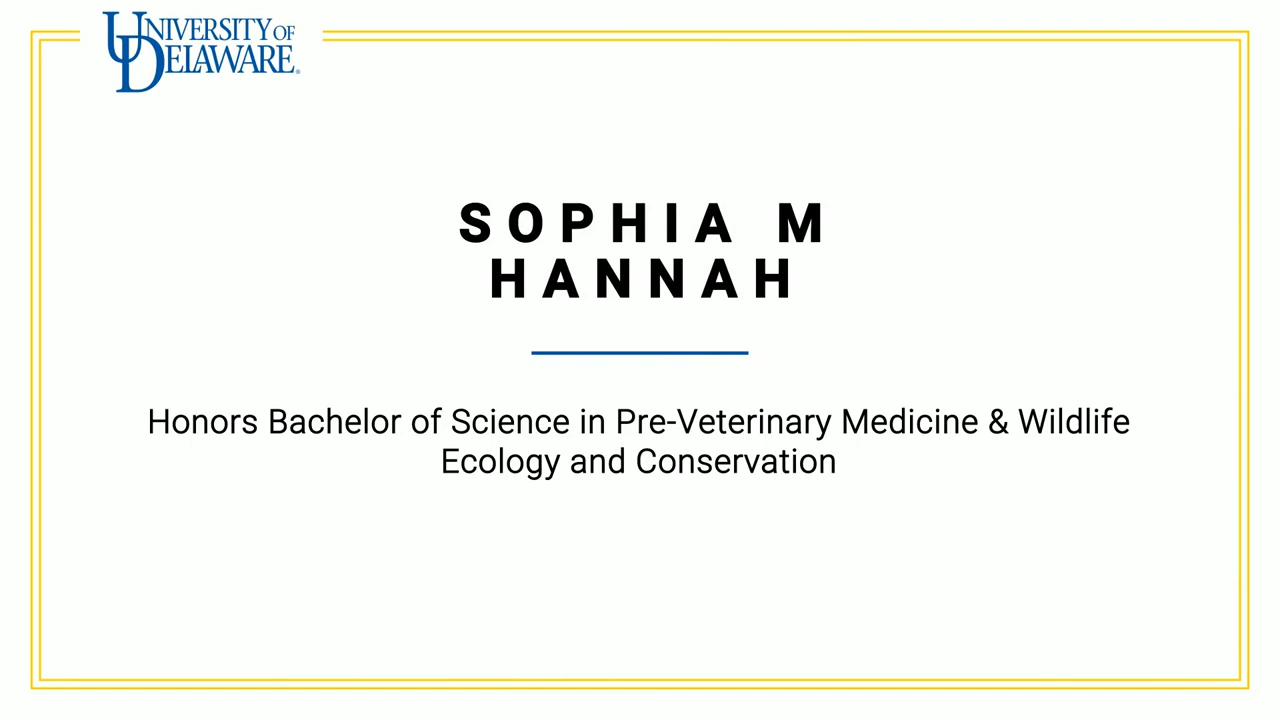 UNIVERSITY OF
DELAWARE
SOPHIA M
HANNAH
Honors Bachelor of Science in Pre-Veterinary Medicine & Wildlife
Ecology and Conservation